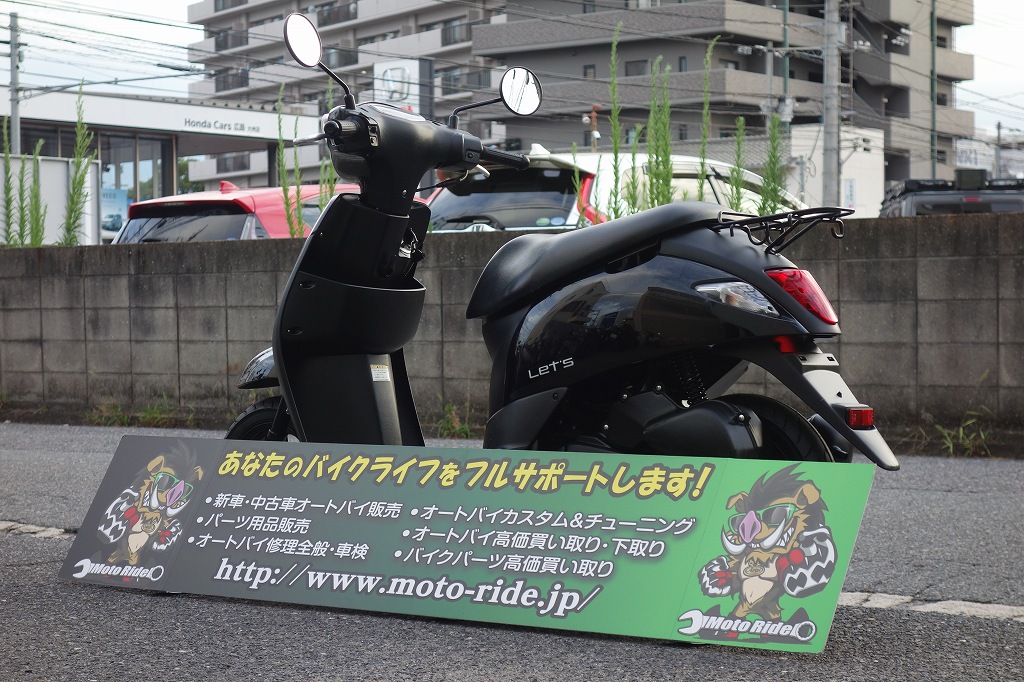 Honda Cars 広島
Let's
あなたのバイクライフをフルサポートします!
・新車・中古車オートバイ販売
・パーツ用品販売
・オートバイ修理全般・車検
・オートバイカスタム&チューニング
・オートバイ高価買い取り・下取り
・バイクパーツ高価買い取り
http://www.moto-ride.jp/
Moto Ride
Moto Ride